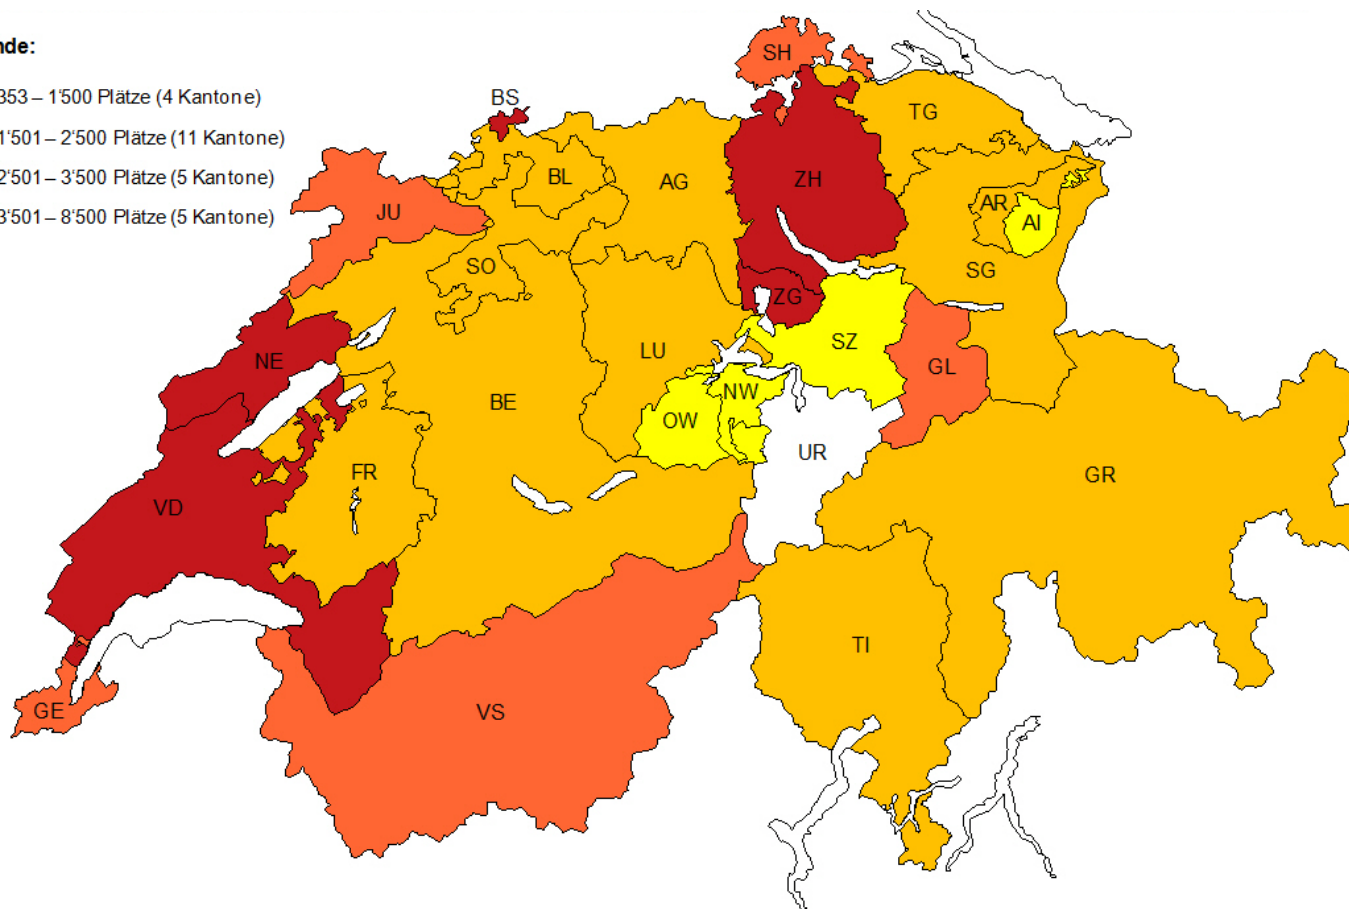 nde:
353 – 1'500 Plätze (4 Kantone)
1'501 – 2'500 Plätze (11 Kantone)
2'501 – 3'500 Plätze (5 Kantone)
3'501 – 8'500 Plätze (5 Kantone)
SH
BS
TG
BL
AG
ZH
JU
AR
AI
SO
SG
ZG
NE
LU
SZ
GL
BE
NW
OW
UR
FR
GR
VD
TI
GE
VS